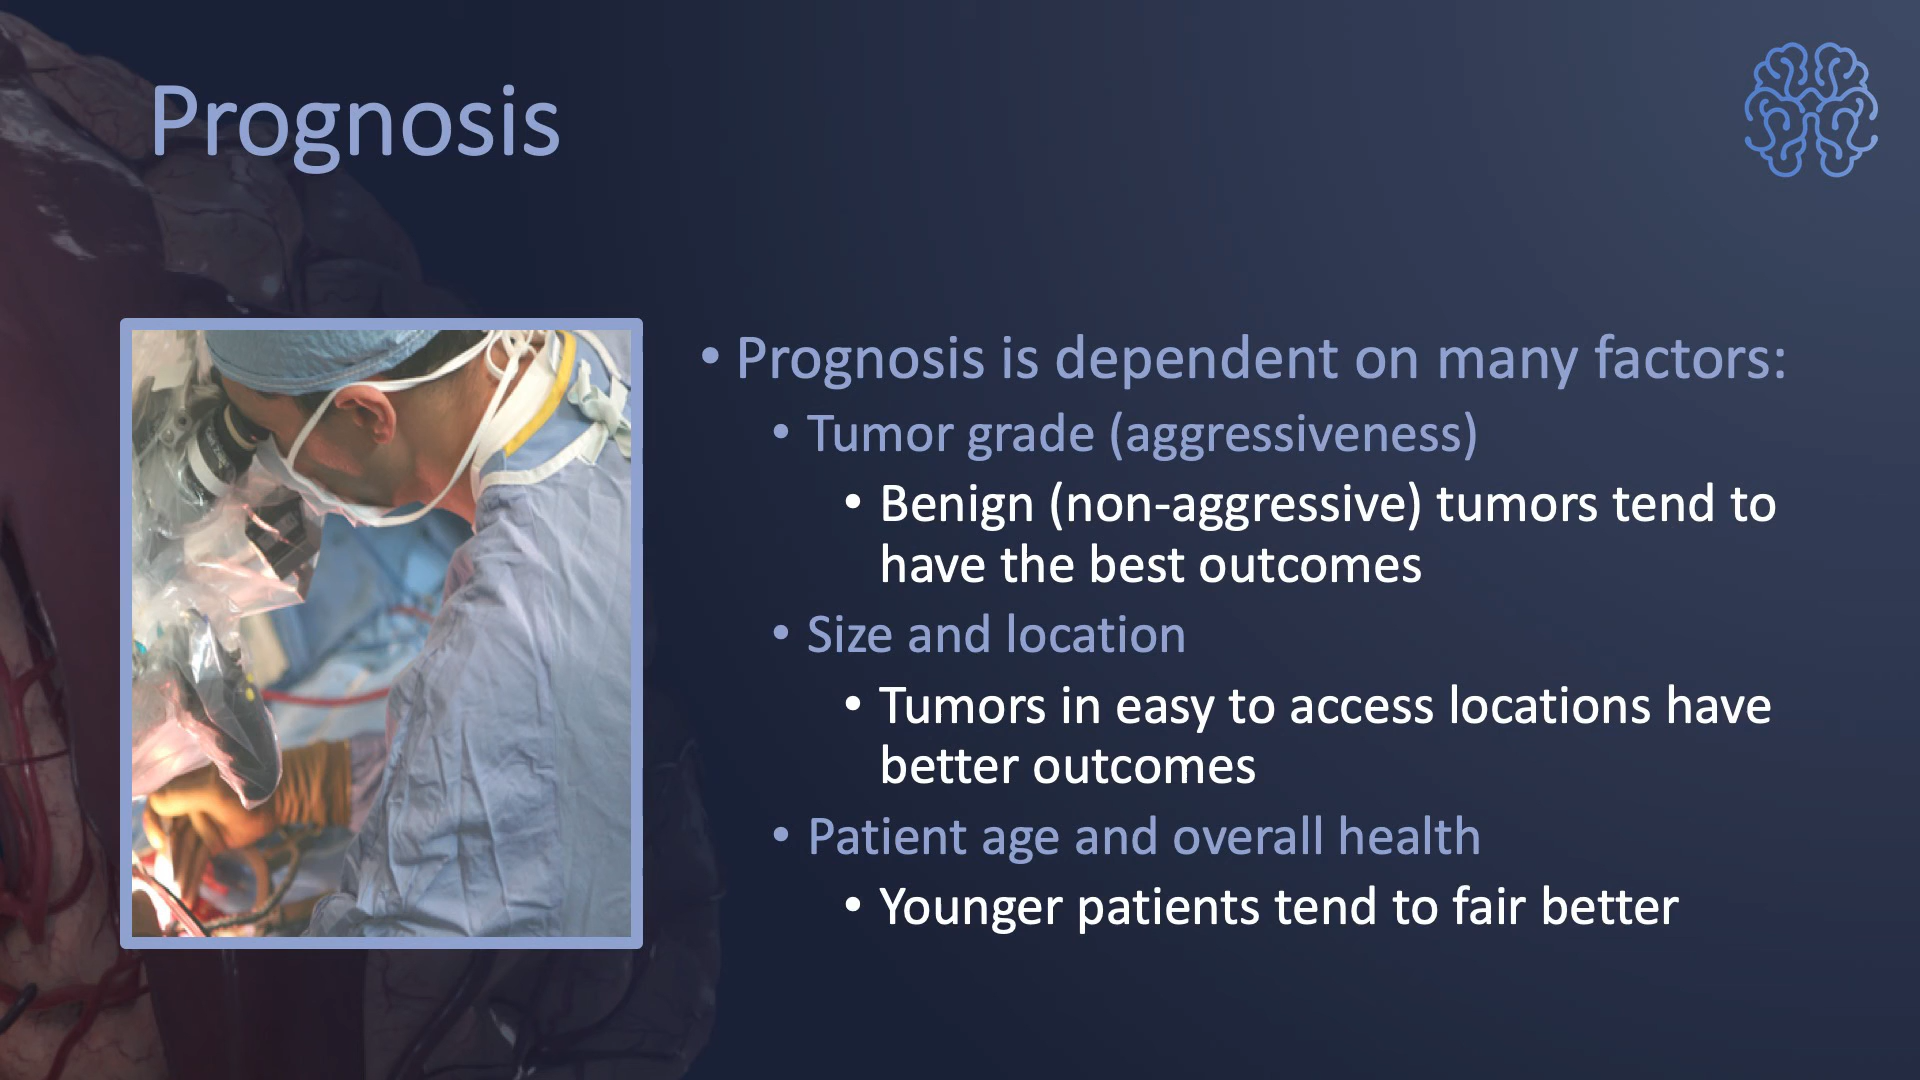 Prognosis
• Prognosis is dependent on many factors:
• Tumor grade (aggressiveness)
• Benign (non-aggressive) tumors tend to
have the best outcomes
• Size and location
• Tumors in easy to access locations have
better outcomes
• Patient age and overall health
• Younger patients tend to fair better